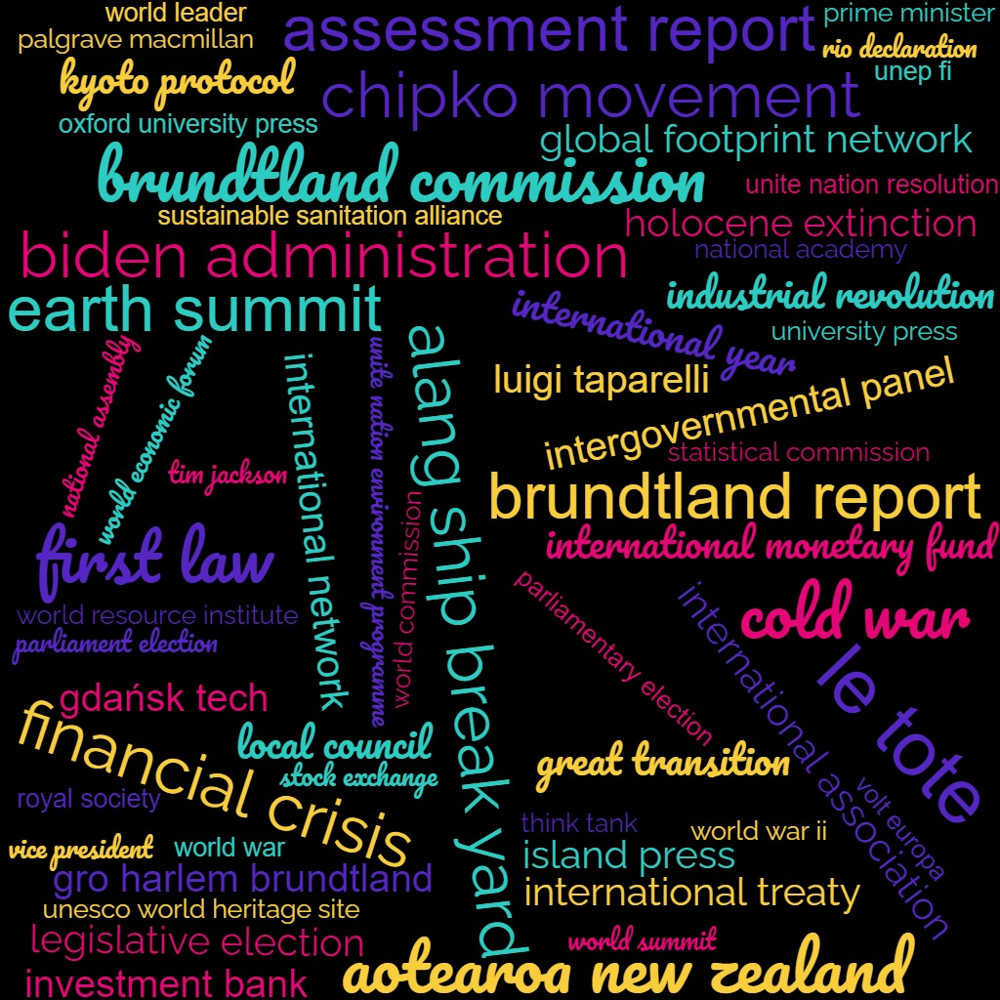 world leader
assessment report
prime minister
palgrave macmillan
rio declaration
kyoto protocol
unep fi
chipko movement
oxford university press
global footprint network
brundtland commission
unite nation resolution
sustainable sanitation alliance
holocene extinction
biden administration
national academy
earth summit
industrial revolution
international year
university press
national assembly
world economic forum
international network
unite nation environment programme
alang ship break yard
luigi taparelli
intergovernmental panel
statistical commission
tim jackson
brundtland report
world commission
first law
international monetary fund
parliamentary election
international association
cold war
world resource institute
parliament election
le tote
gdańsk tech
financial crisis
local council
great transition
stock exchange
royal society
volt europa
think tank
world war ii
vice president
world war
island press
gro harlem brundtland
international treaty
unesco world heritage site
legislative election
world summit
investment bank
aotearoa new zealand